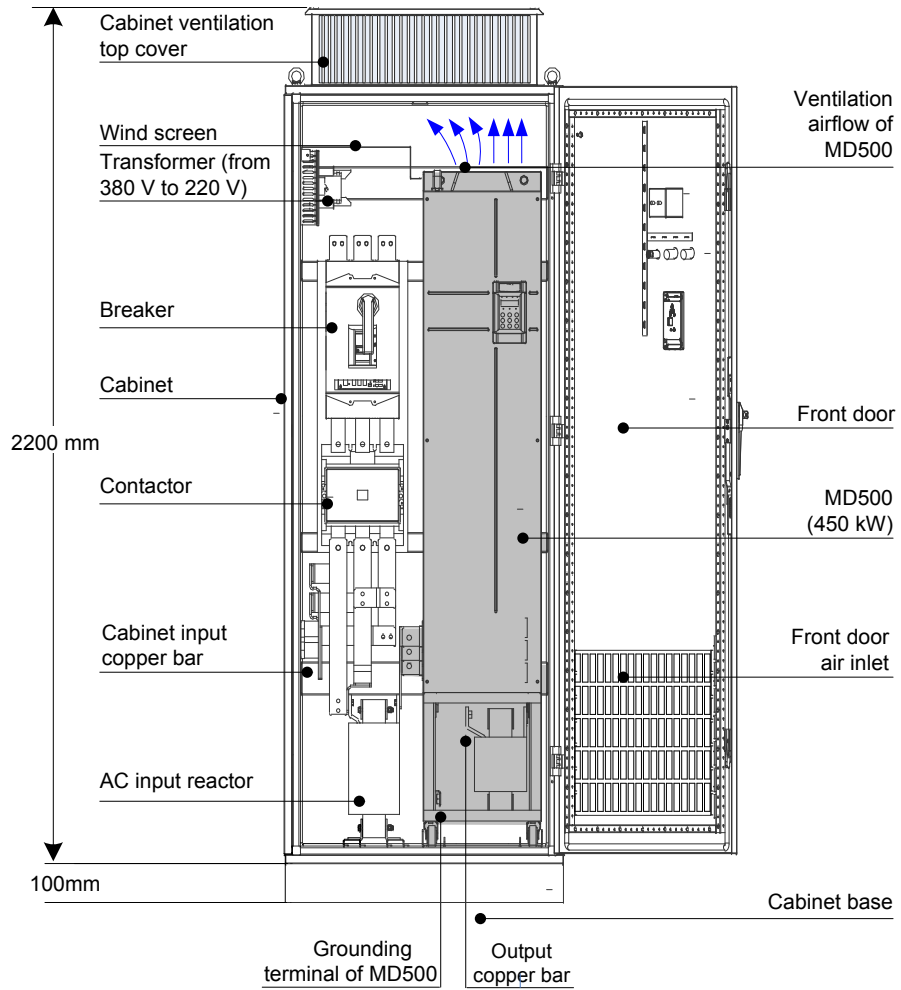 Cabinet ventilation
top cover
Wind screen
Transformer (from
380 V to 220 V)
Breaker
Cabinet
2200 mm
Contactor
Cabinet input
copper bar
AC input reactor
100mm
Grounding
terminal of MD500
Output
copper bar
Ventilation
airflow of
MD500
Front door
MD500
(450 kW)
Front door
air inlet
Cabinet base